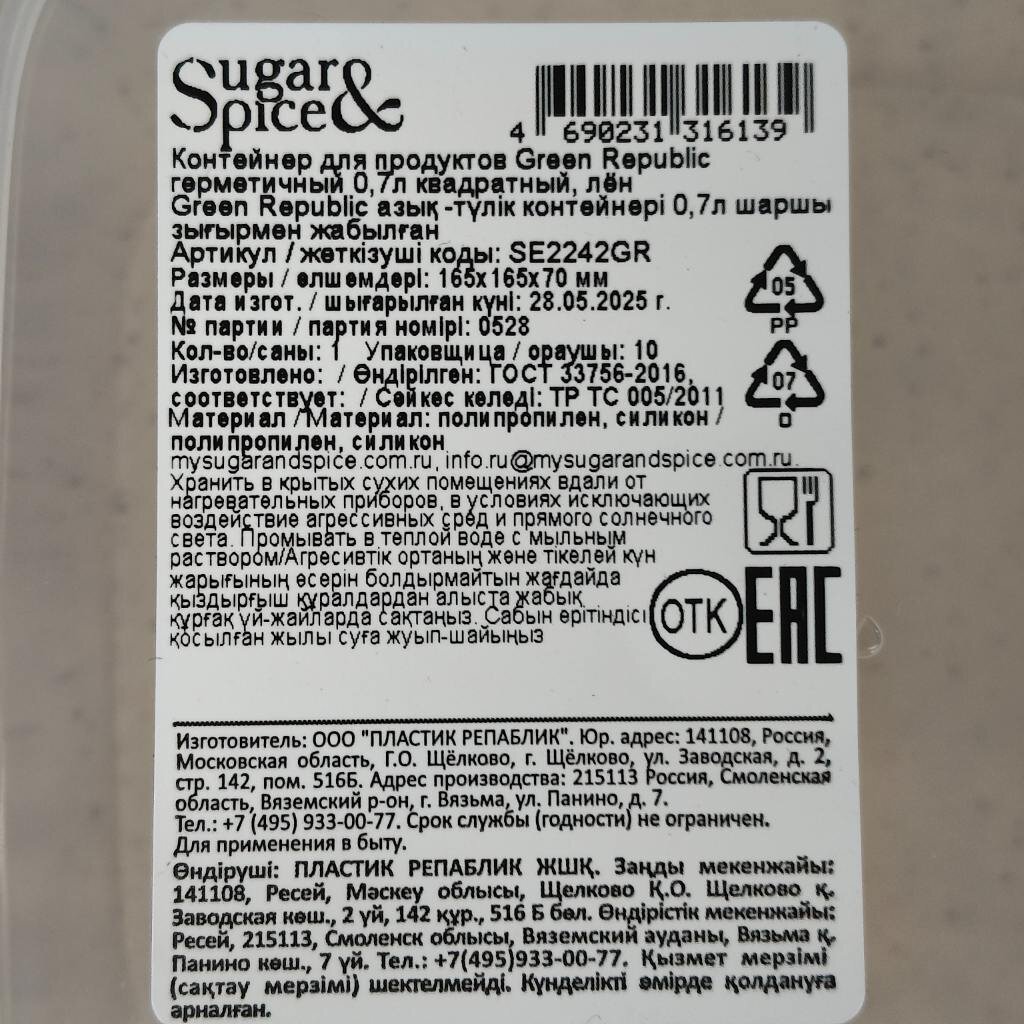 Sugar &
Spice
4 690231 316139
Контейнер для продуктов Green Republic
герметичный 0,7л квадратный, лён
Green Republic азық -түлік контейнері 0,7л шаршы
зығырмен жабылған
Артикул / жеткізуші коды: SE2242GR
Размеры / өлшемдері: 165х165х70 мм
Дата изгот. / шығарылған күні: 28.05.2025 г.
№ партии / партия номірі: 0528
Кол-во/саны: 1 Упаковщица / ораушы: 10
Изготовлено: / Өндірілген: ГОСТ 33756-2016,
соответствует: / Сәйкес келеді: ТР ТС 005/2011
Материал /Материал: полипропилен, силикон /
полипропилен, силикон
05
PP
07
O
mysugarandspice.com.ru, info.ru@mysugarandspice.com.ru.
Хранить в крытых сухих помещениях вдали от
нагревательных приборов, в условиях исключающих
воздействие агрессивных сред и прямого солнечного
света. Промывать в теплой воде с мыльным
раствором/Агресивтік ортаның және тікелей күн
жарығының әсерін болдырмайтын жағдайда
қыздырғыш құралдардан алыста жабық
құрғақ үй-жайларда сақтаңыз. Сабын ерітіндісі
қосылған жылы суға жуып-шайыңыз
ОТК
EAC
Изготовитель: ООО "ПЛАСТИК РЕПАБЛИК". Юр. адрес: 141108, Россия,
Московская область, Г.О. Щёлково, г. Щёлково, ул. Заводская, д. 2,
стр. 142, пом. 516Б. Адрес производства: 215113 Россия, Смоленская
область, Вяземский р-он, г. Вязьма, ул. Панино, д. 7.
Тел.: +7 (495) 933-00-77. Срок службы (годности) не ограничен.
Для применения в быту.
Өндіруші: ПЛАСТИК РЕПАБЛИК ЖШҚ. Заңды мекенжайы:
141108, Ресей, Мәскеу облысы, Щелково Қ.О. Щелково қ.
Заводская көш., 2 үй, 142 құр., 516 Б бөл. Өндірістік мекенжайы:
Ресей, 215113, Смоленск облысы, Вяземский ауданы, Вязьма қ.
Панино көш., 7 үй. Тел.: +7(495)933-00-77. Қызмет мерзімі
(сақтау мерзімі) шектелмейді. Күнделікті өмірде қолдануға
арналған.